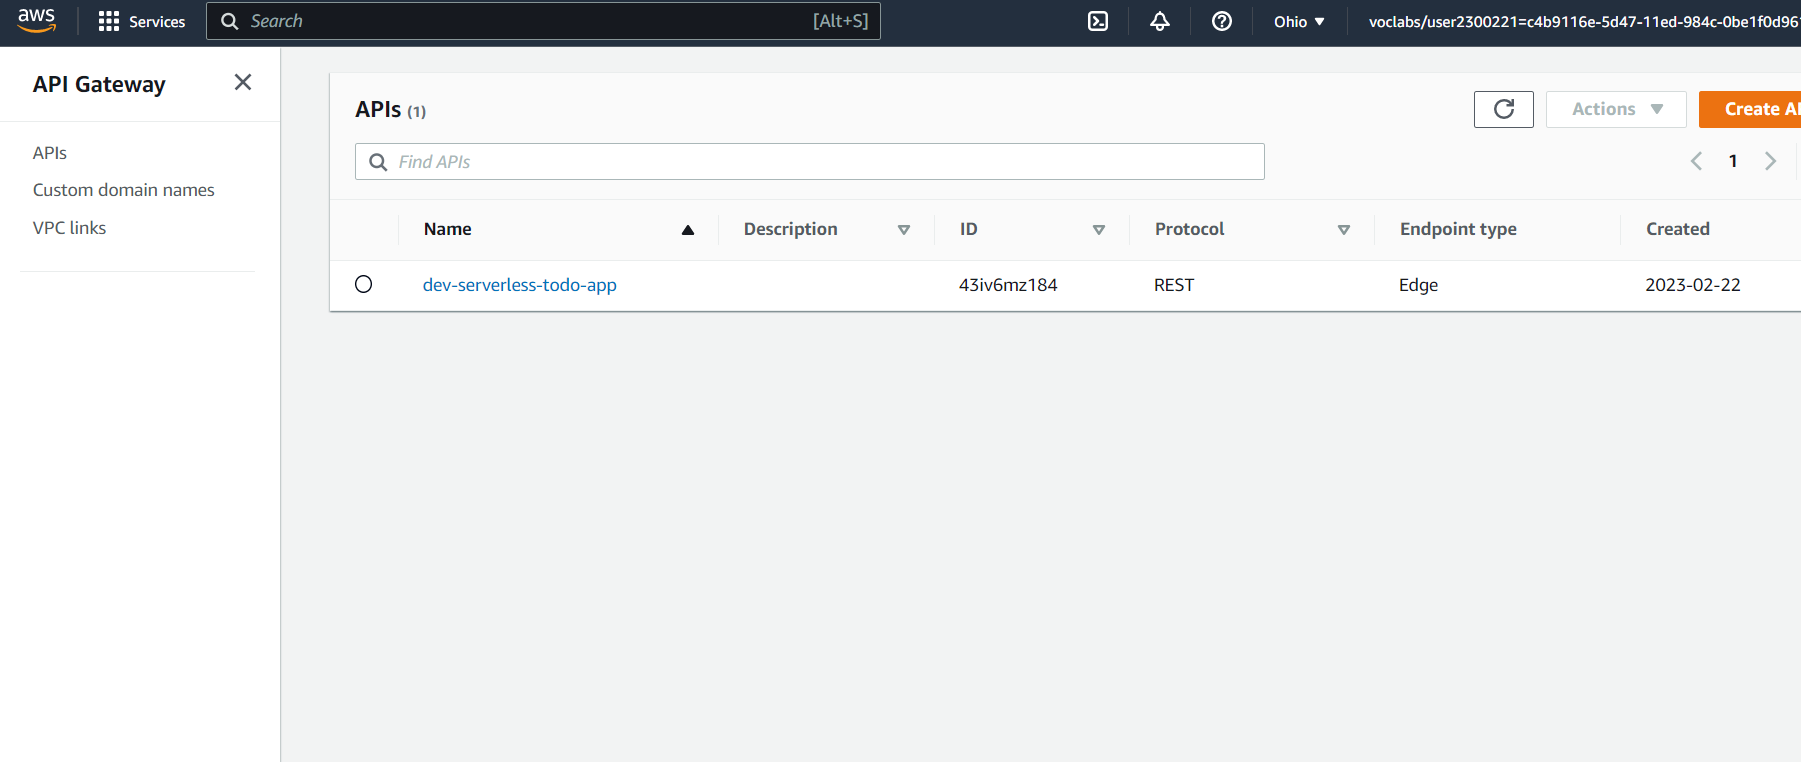 aws Services Search [Alt+S] Ohio voclabs/user2300221=c4b9116e-5d47-11ed-984c-0be1f0d96
API Gateway
APIs
Custom domain names
VPC links
APIs (1)
Actions
Create A
Find APIs
1
Name Description ID Protocol Endpoint type Created
dev-serverless-todo-app 43iv6mz184 REST Edge 2023-02-22